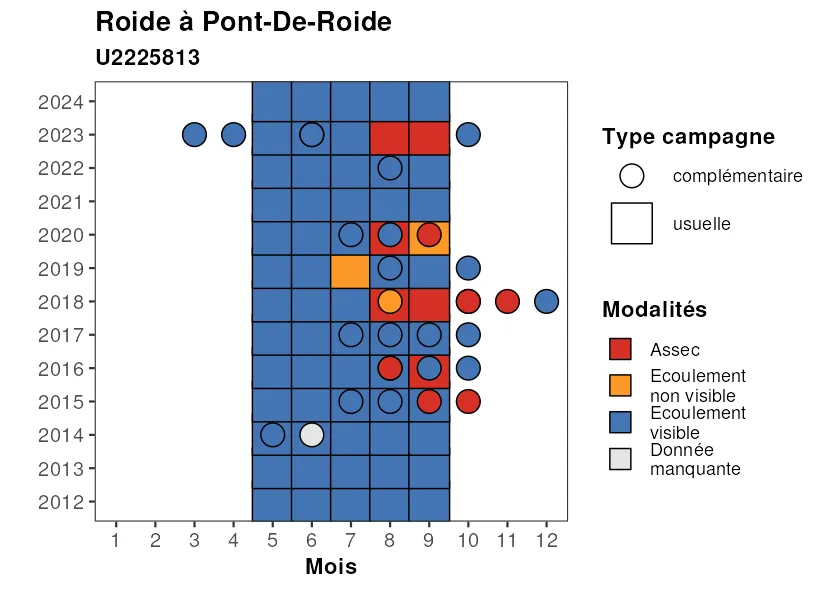 Roide à Pont-De-Roide
U2225813
2024
2023
2022
2021
2020
2019
2018
2017
2016
2015
2014
2013
2012
1 2 3 4 5 6 7 8 9 10 11 12
Mois
Type campagne
complémentaire
usuelle
Modalités
Assec
Ecoulement
non visible
Ecoulement
visible
Donnée
manquante